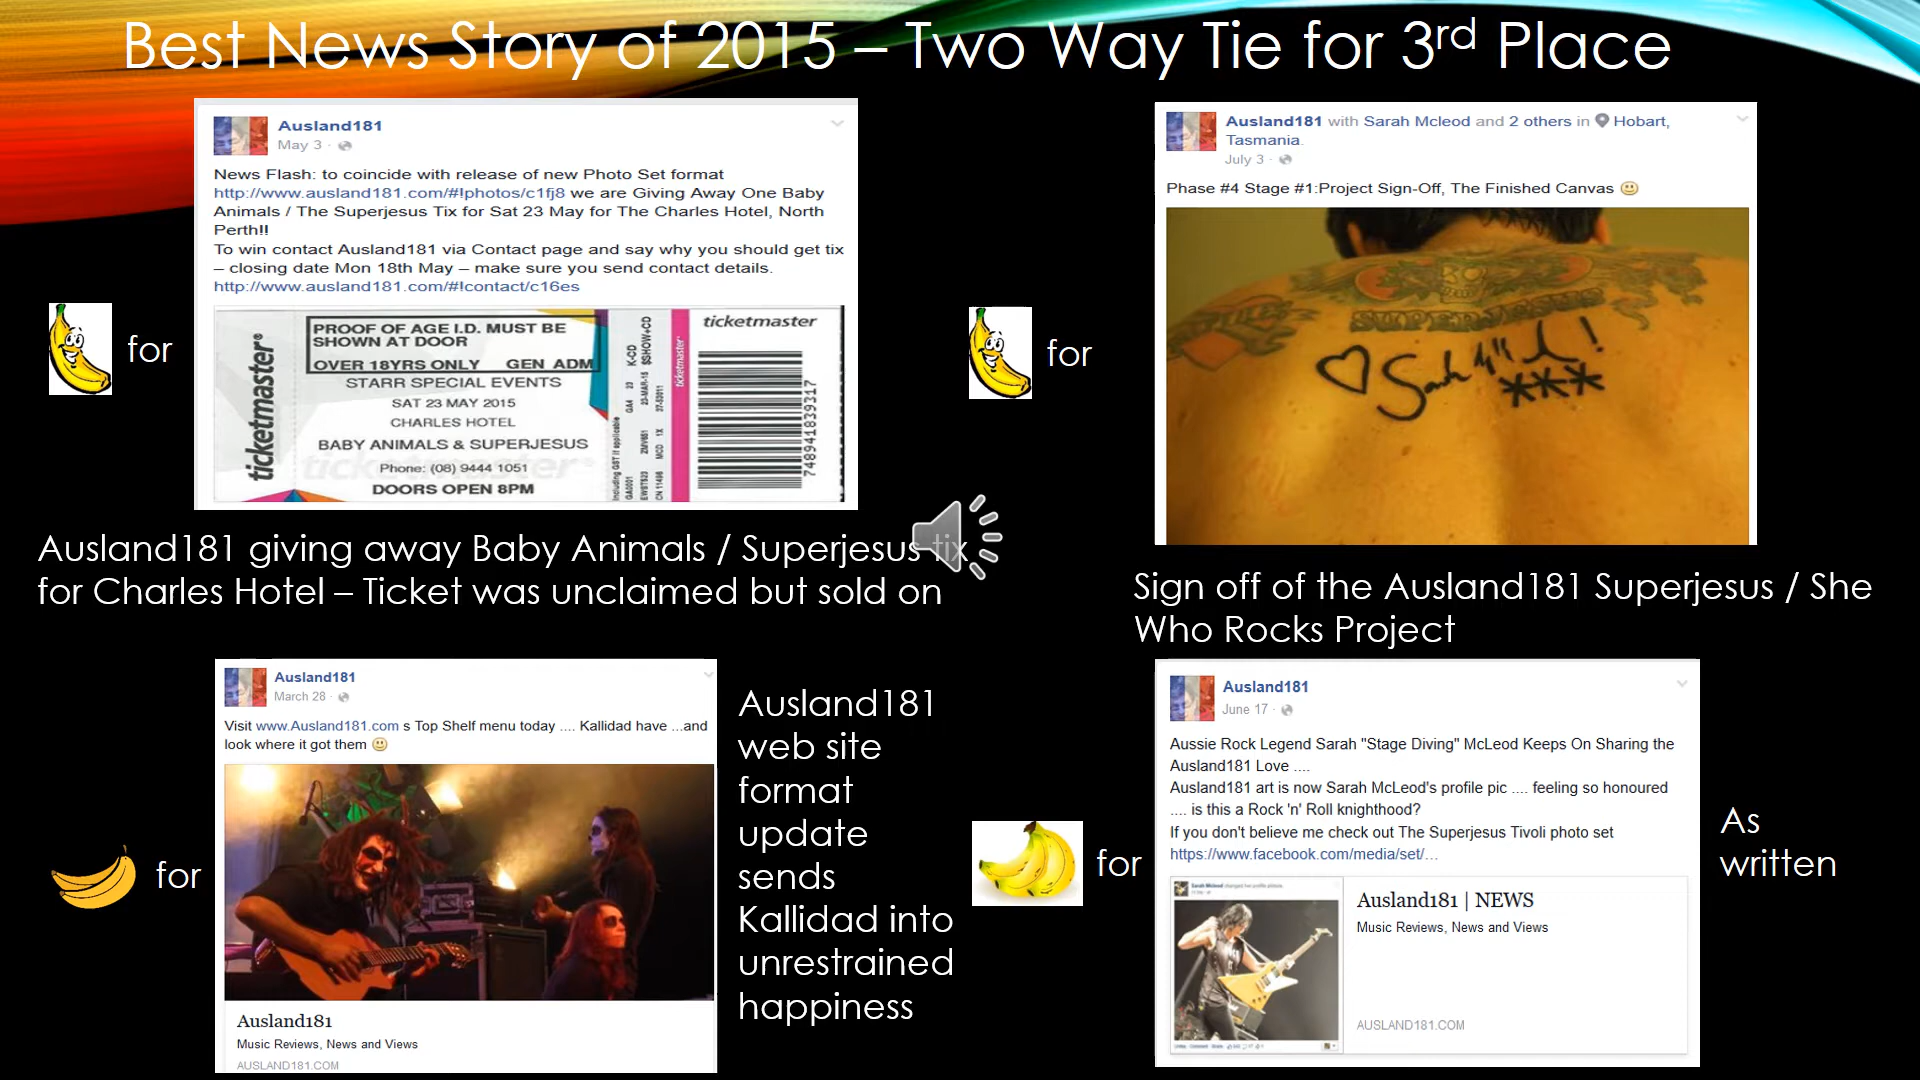 Best News Story of 2015 – Two Way Tie for 3rd Place
Ausland181
May 3 ·
News Flash: to coincide with release of new Photo Set format
http://www.ausland181.com/#!photos/c1fj8 we are Giving Away One Baby
Animals / The Superjesus Tix for Sat 23 May for The Charles Hotel, North
Perth!!
To win contact Ausland181 via Contact page and say why you should get tix
– closing date Mon 18th May – make sure you send contact details.
http://www.ausland181.com/#!contact/c16es
ticketmaster®
PROOF OF AGE I.D. MUST BE
SHOWN AT DOOR
OVER 18YRS ONLY GEN ADM
STARR SPECIAL EVENTS
SAT 23 MAY 2015
CHARLES HOTEL
BABY ANIMALS & SUPERJESUS
Phone: (08) 9444 1051
DOORS OPEN 8PM
Including GST if applicable
ticketmaster
ticketmaster
748941839317
for
Ausland181 giving away Baby Animals / Superjesus tix
for Charles Hotel – Ticket was unclaimed but sold on
Ausland181 with Sarah Mcleod and 2 others in Hobart,
Tasmania.
July 3 ·
Phase #4 Stage #1:Project Sign-Off, The Finished Canvas
SUPERJESUS
for
Sign off of the Ausland181 Superjesus / She
Who Rocks Project
for
Ausland181
March 28 ·
Visit www.Ausland181.com s Top Shelf menu today .... Kallidad have ...and
look where it got them
Ausland181
Music Reviews, News and Views
AUSLAND181.COM
Ausland181
web site
format
update
sends
Kallidad into
unrestrained
happiness
for
Ausland181
June 17 ·
Aussie Rock Legend Sarah "Stage Diving" McLeod Keeps On Sharing the
Ausland181 Love ....
Ausland181 art is now Sarah McLeod's profile pic .... feeling so honoured
.... is this a Rock 'n' Roll knighthood?
If you don't believe me check out The Superjesus Tivoli photo set
https://www.facebook.com/media/set/…
Sarah Mcleod changed her profile picture.
Ausland181 | NEWS
Music Reviews, News and Views
AUSLAND181.COM
As
written